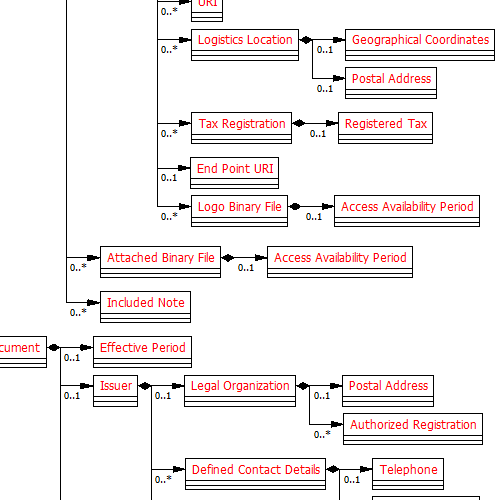 URI
0..*
Logistics Location
0..*
0..1
Geographical Coordinates
Postal Address
0..1
Tax Registration
0..*
0..1
Registered Tax
End Point URI
0..1
Logo Binary File
0..*
0..1
Access Availability Period
Attached Binary File
0..*
0..1
Access Availability Period
Included Note
0..*
cument
0..1
Effective Period
Issuer
0..1
0..1
Legal Organization
0..1
Postal Address
Authorized Registration
0..*
Defined Contact Details
0..*
0..1
Telephone